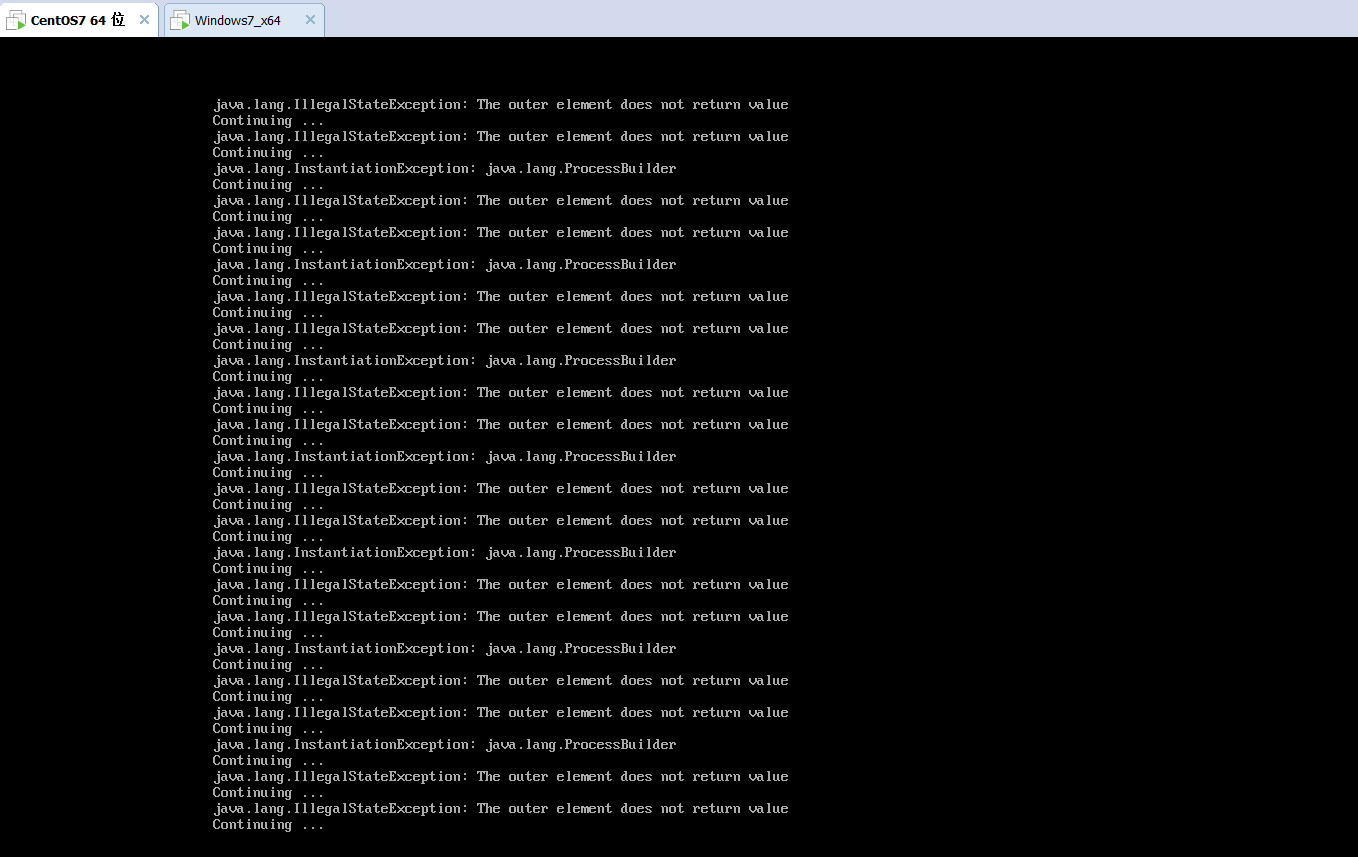 CentOS7 64 位
Windows7_x64
java.lang.IllegalStateException: The outer element does not return value
Continuing ...
java.lang.IllegalStateException: The outer element does not return value
Continuing ...
java.lang.InstantiationException: java.lang.ProcessBuilder
Continuing ...
java.lang.IllegalStateException: The outer element does not return value
Continuing ...
java.lang.IllegalStateException: The outer element does not return value
Continuing ...
java.lang.InstantiationException: java.lang.ProcessBuilder
Continuing ...
java.lang.IllegalStateException: The outer element does not return value
Continuing ...
java.lang.IllegalStateException: The outer element does not return value
Continuing ...
java.lang.InstantiationException: java.lang.ProcessBuilder
Continuing ...
java.lang.IllegalStateException: The outer element does not return value
Continuing ...
java.lang.IllegalStateException: The outer element does not return value
Continuing ...
java.lang.InstantiationException: java.lang.ProcessBuilder
Continuing ...
java.lang.IllegalStateException: The outer element does not return value
Continuing ...
java.lang.IllegalStateException: The outer element does not return value
Continuing ...
java.lang.InstantiationException: java.lang.ProcessBuilder
Continuing ...
java.lang.IllegalStateException: The outer element does not return value
Continuing ...
java.lang.IllegalStateException: The outer element does not return value
Continuing ...
java.lang.InstantiationException: java.lang.ProcessBuilder
Continuing ...
java.lang.IllegalStateException: The outer element does not return value
Continuing ...
java.lang.IllegalStateException: The outer element does not return value
Continuing ...
java.lang.InstantiationException: java.lang.ProcessBuilder
Continuing ...
java.lang.IllegalStateException: The outer element does not return value
Continuing ...
java.lang.IllegalStateException: The outer element does not return value
Continuing ...